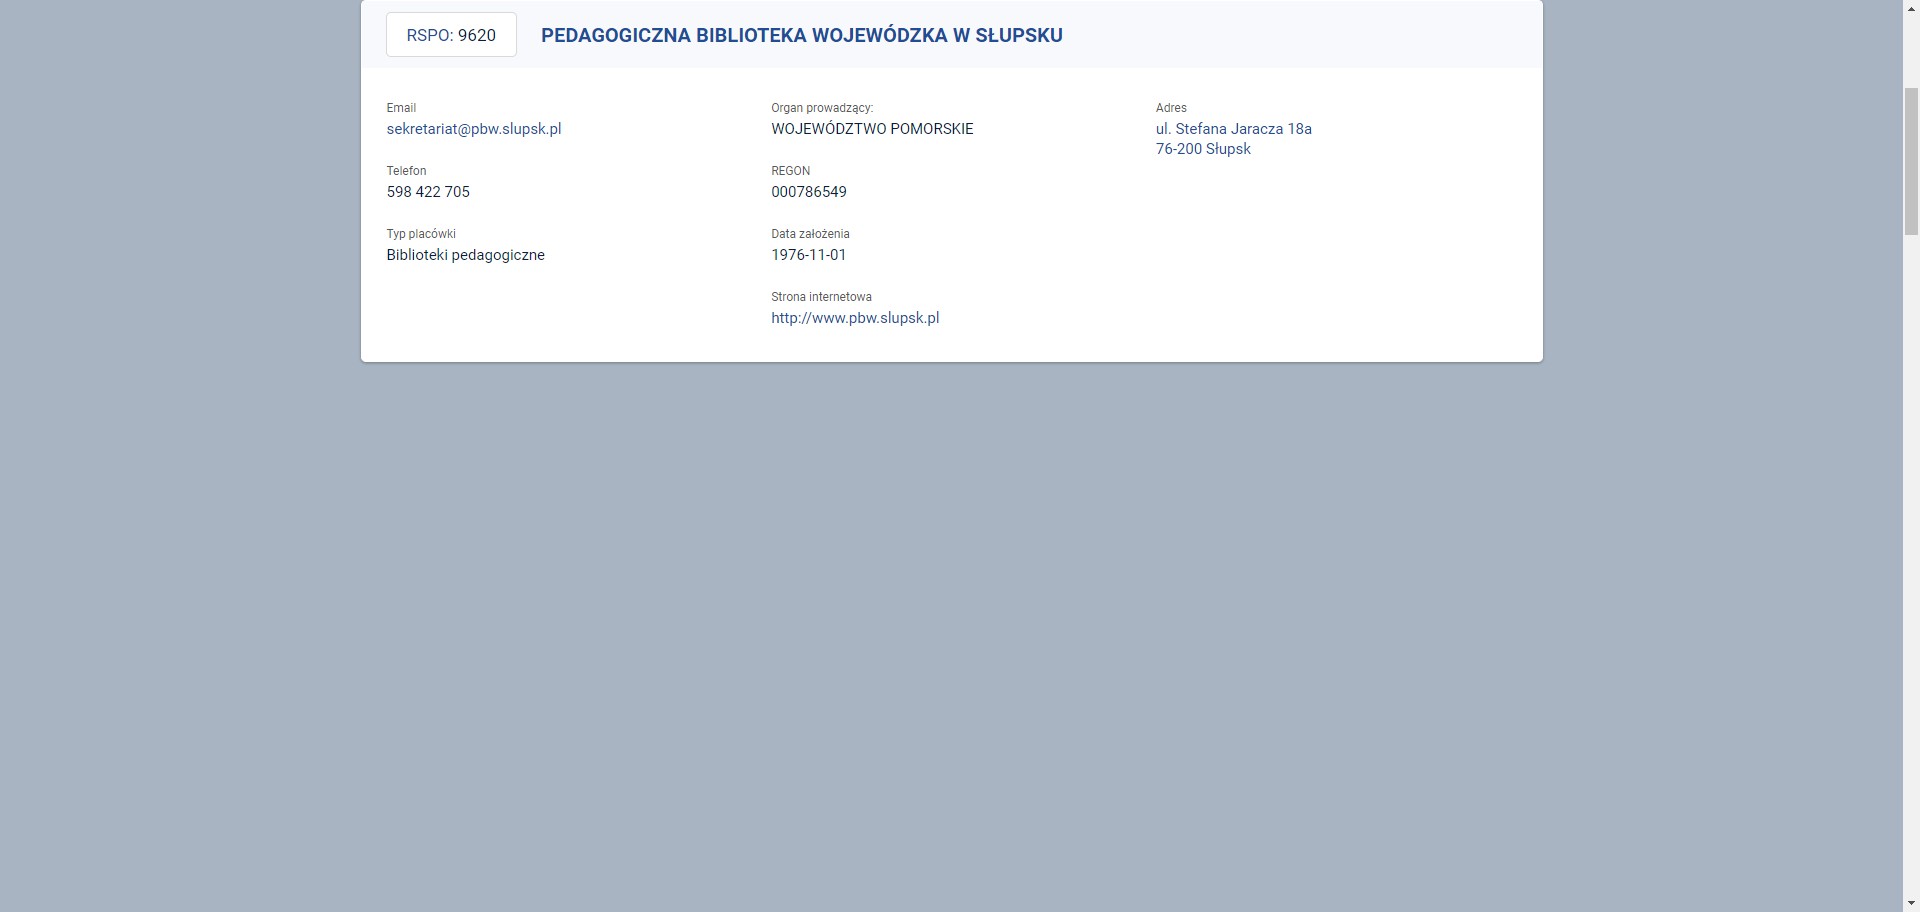 RSPO: 9620
PEDAGOGICZNA BIBLIOTEKA WOJEWÓDZKA W SŁUPSKU
Email
sekretariat@pbw.slupsk.pl
Telefon
598 422 705
Typ placówki
Biblioteki pedagogiczne
Organ prowadzący:
WOJEWÓDZTWO POMORSKIE
REGON
000786549
Data założenia
1976-11-01
Strona internetowa
http://www.pbw.slupsk.pl
Adres
ul. Stefana Jaracza 18a
76-200 Słupsk